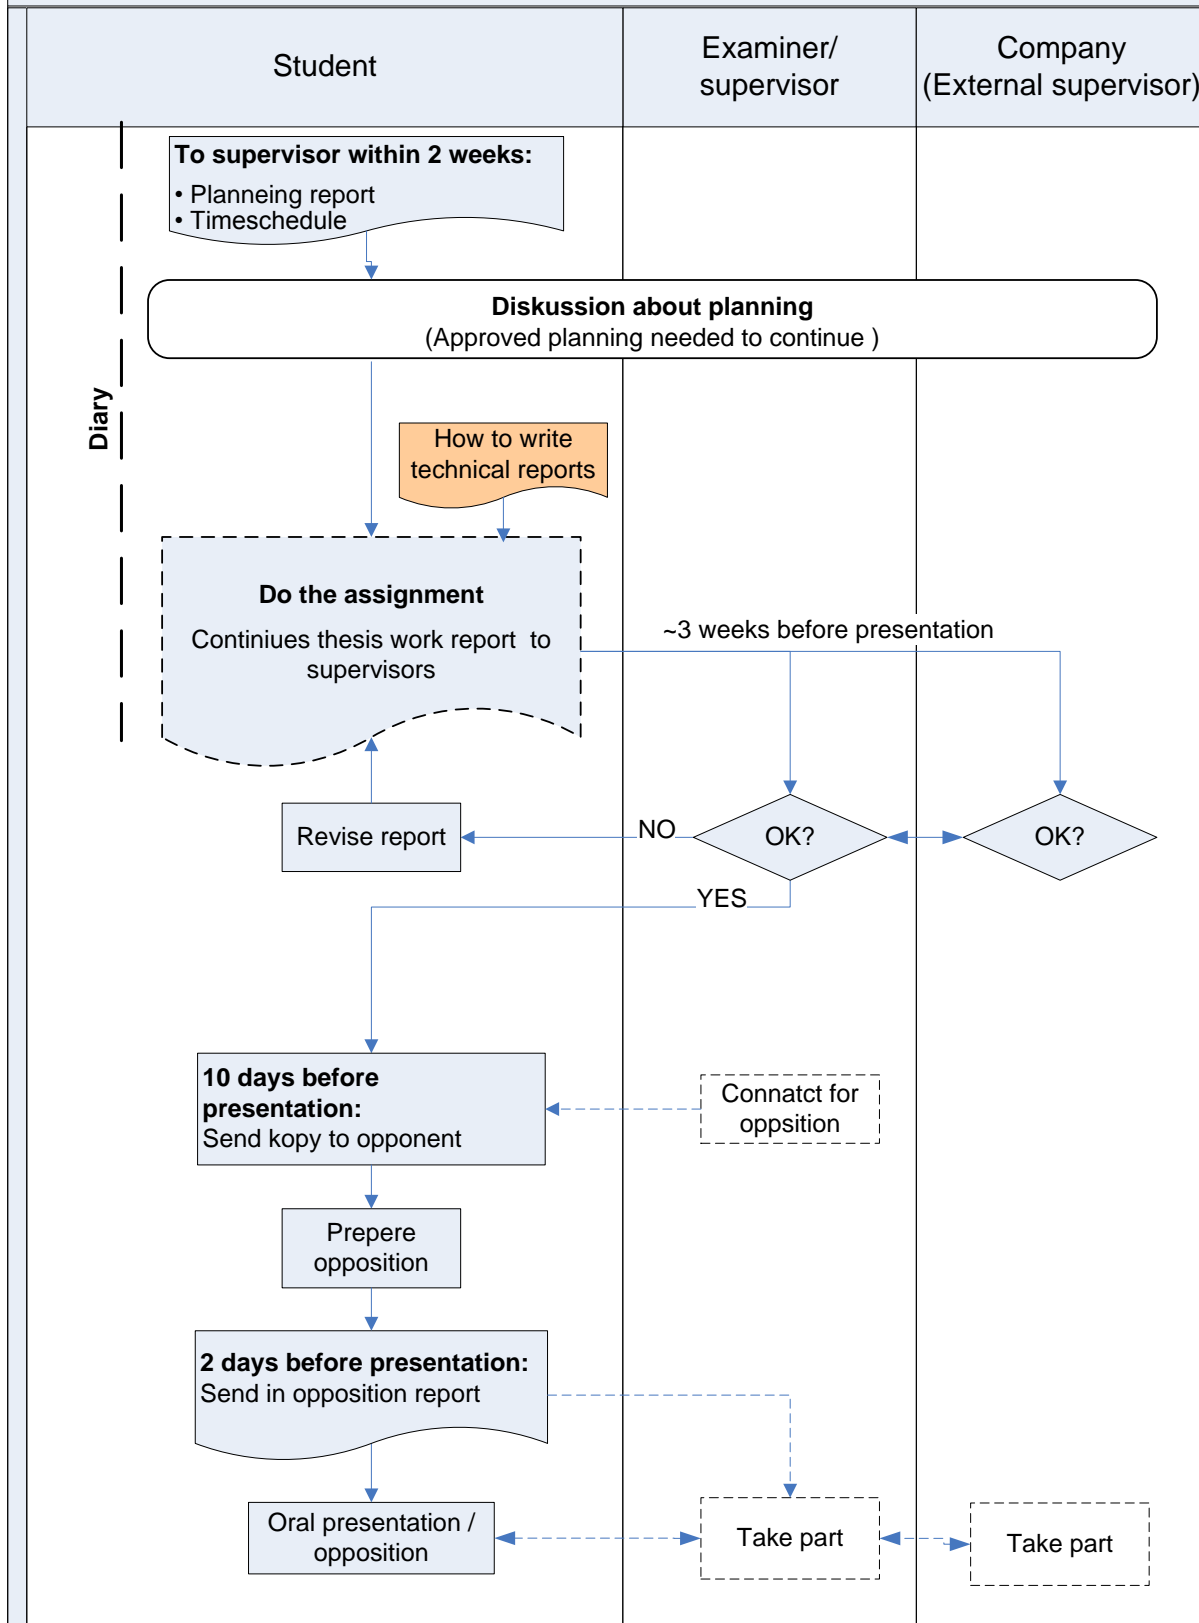 Student
Examiner/
supervisor
Company
(External supervisor)
To supervisor within 2 weeks:
• Planneing report
• Timeschedule
Diskussion about planning
(Approved planning needed to continue )
Diary
How to write
technical reports
Do the assignment
Continiues thesis work report to
supervisors
~3 weeks before presentation
Revise report
NO
OK?
OK?
YES
10 days before
presentation:
Send kopy to opponent
Connatct for
oppsition
Prepere
opposition
2 days before presentation:
Send in opposition report
Oral presentation /
opposition
Take part
Take part